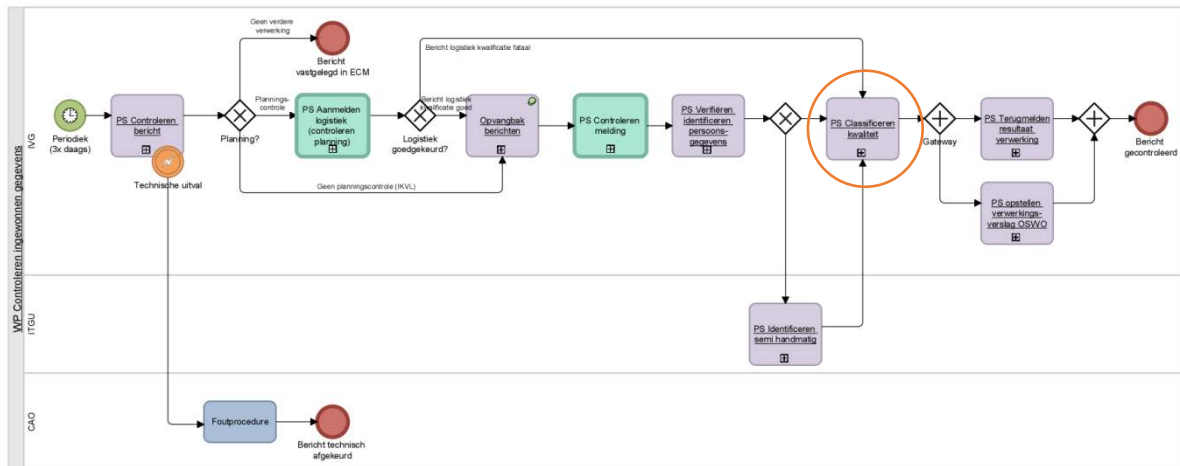 WP Controleren ingewonnen gegevens
IVG
Periodiek
(3x daags)
PS Controleren
bericht
Technische uitval
Planning?
Geen verdere
verwerking
Bericht
vastgelegd in ECM
Plannings-
controle
PS Aanmelden
logistiek
(controleren
planning)
Geen planningscontrole (IKVL)
Logistiek
goedgekeurd?
Bericht logistiek kwalificatie fataal
Bericht logistiek
kwalificatie goed
Opvangbak
berichten
PS Controleren
melding
PS Verifiëren
identificeren
persoons-
gegevens
PS Classificeren
kwaliteit
Gateway
PS Terugmelden
resultaat
verwerking
PS opstellen
verwerkings-
verslag OSWO
Bericht
gecontroleerd
ITGU
PS Identificeren
semi handmatig
CAO
Foutprocedure
Bericht technisch
afgekeurd